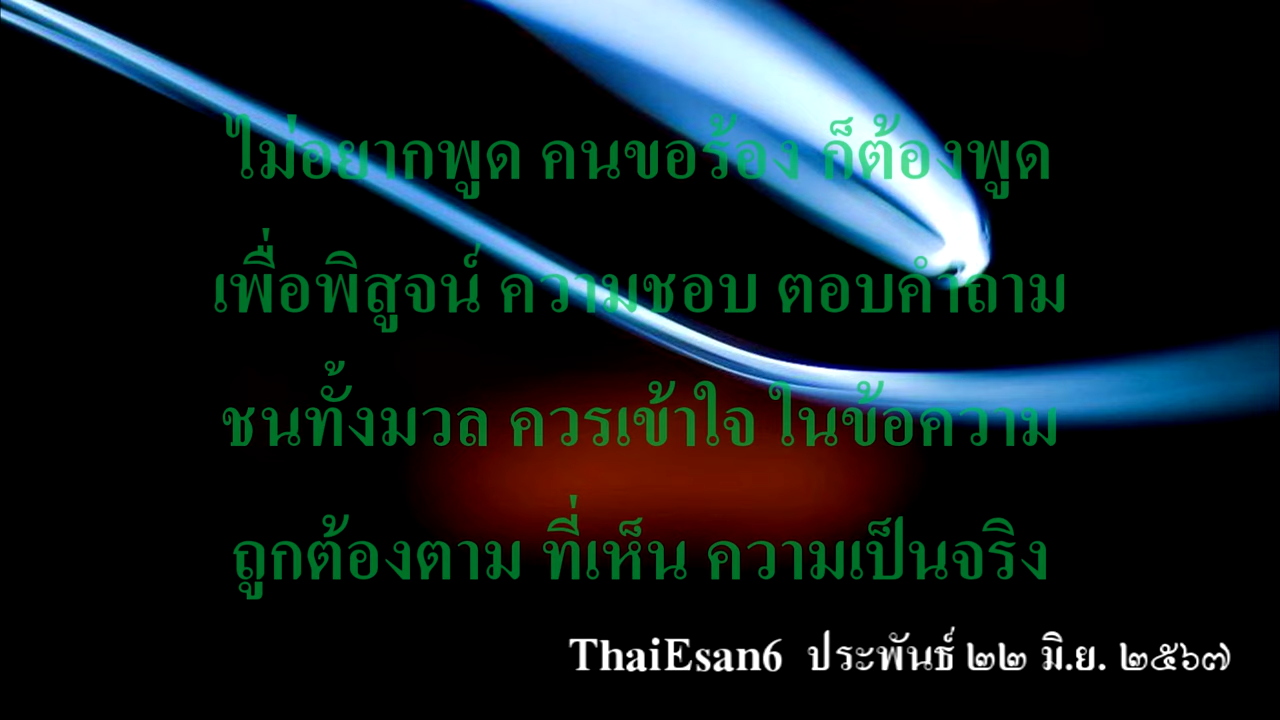 ไม่อยากพูด คนขอร้อง ก็ต้องพูด
เพื่อพิสูจน์ ความชอบ ตอบคำถาม
ชนทั้งมวล ควรเข้าใจ ในข้อความ
ถูกต้องตาม ที่เห็น ความเป็นจริง
ThaiEsan6 ประพันธ์ ๒๒ มิ.ย. ๒๕๖๗